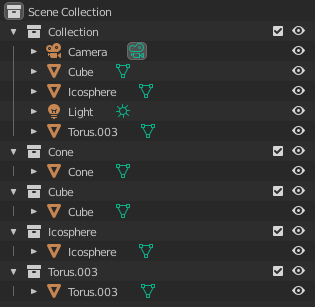 Scene Collection
Collection
Camera
Cube
Icosphere
Light
Torus.003
Cone
Cone
Cube
Cube
Icosphere
Icosphere
Torus.003
Torus.003